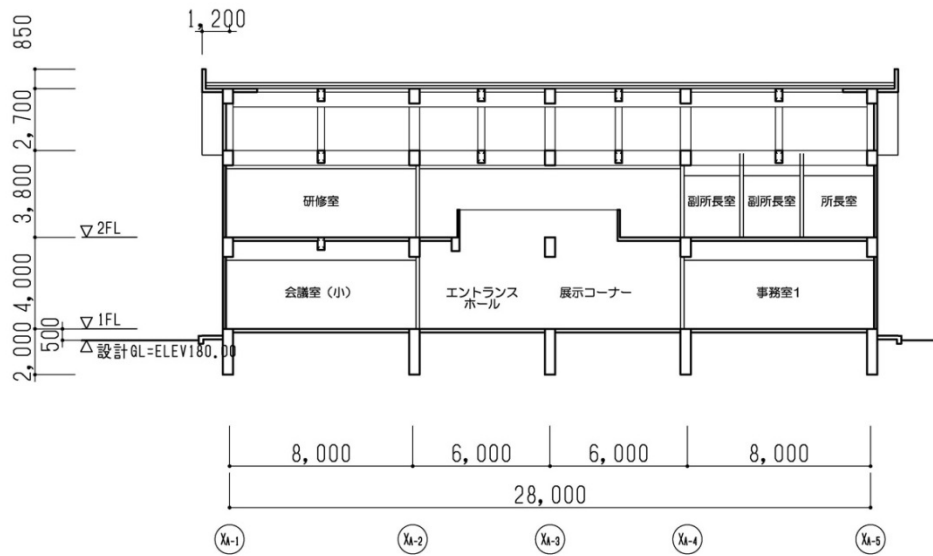 1,200
850
2,700
3,800
4,000
2,000
500
研修室
副所長室
副所長室
所長室
2FL
会議室（小）
エントランス
ホール
展示コーナー
事務室1
1FL
設計GL=ELEV180.00
8,000
6,000
6,000
8,000
28,000
XA-1
XA-2
XA-3
XA-4
XA-5